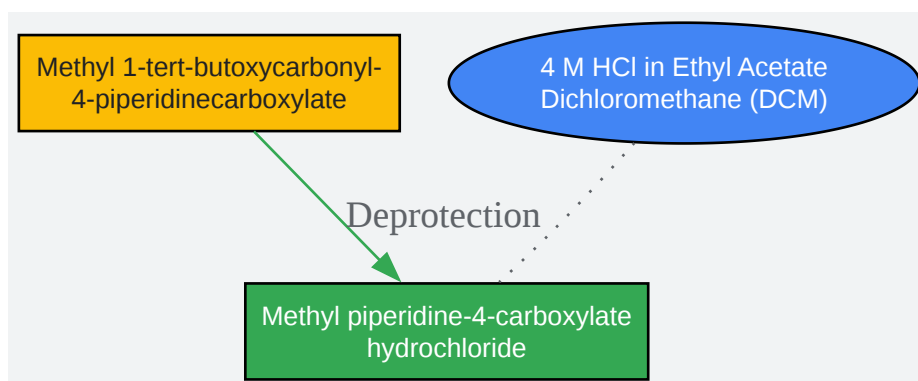 Methyl 1-tert-butoxycarbonyl-
4-piperidinecarboxylate
4 M HCl in Ethyl Acetate
Dichloromethane (DCM)
Deprotection
Methyl piperidine-4-carboxylate
hydrochloride